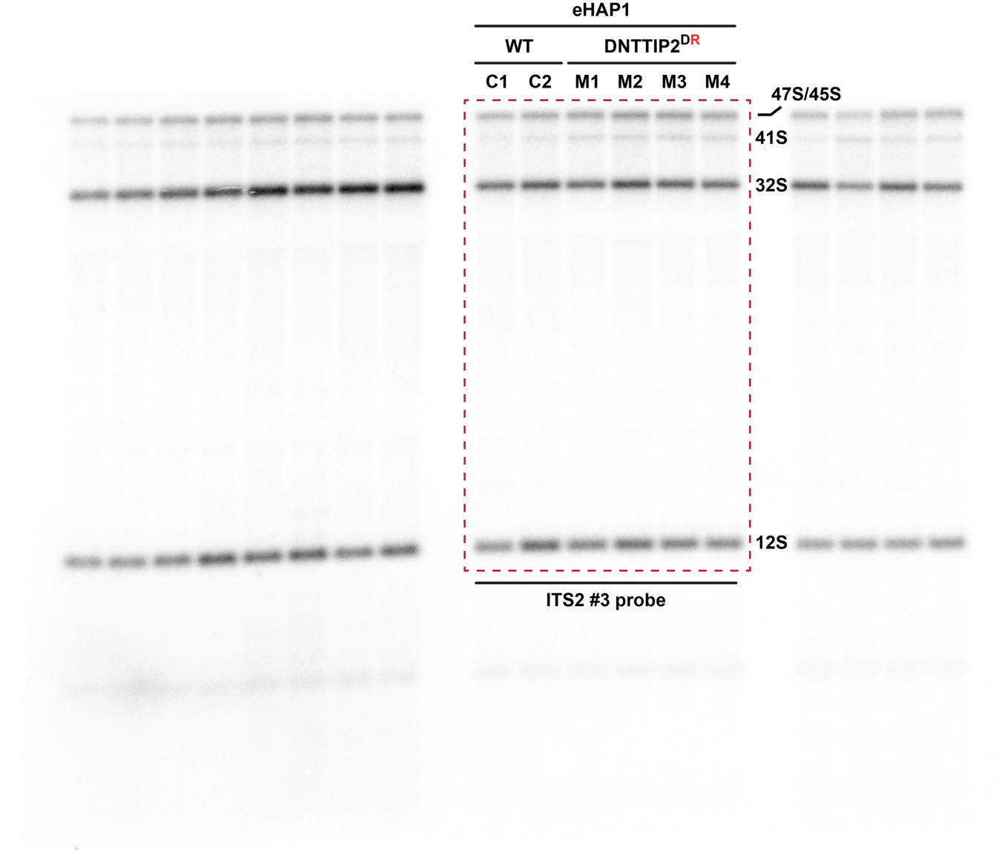 eHAP1
WT DNTTIP2DR
C1 C2 M1 M2 M3 M4
47S/45S
41S
32S
12S
ITS2 #3 probe